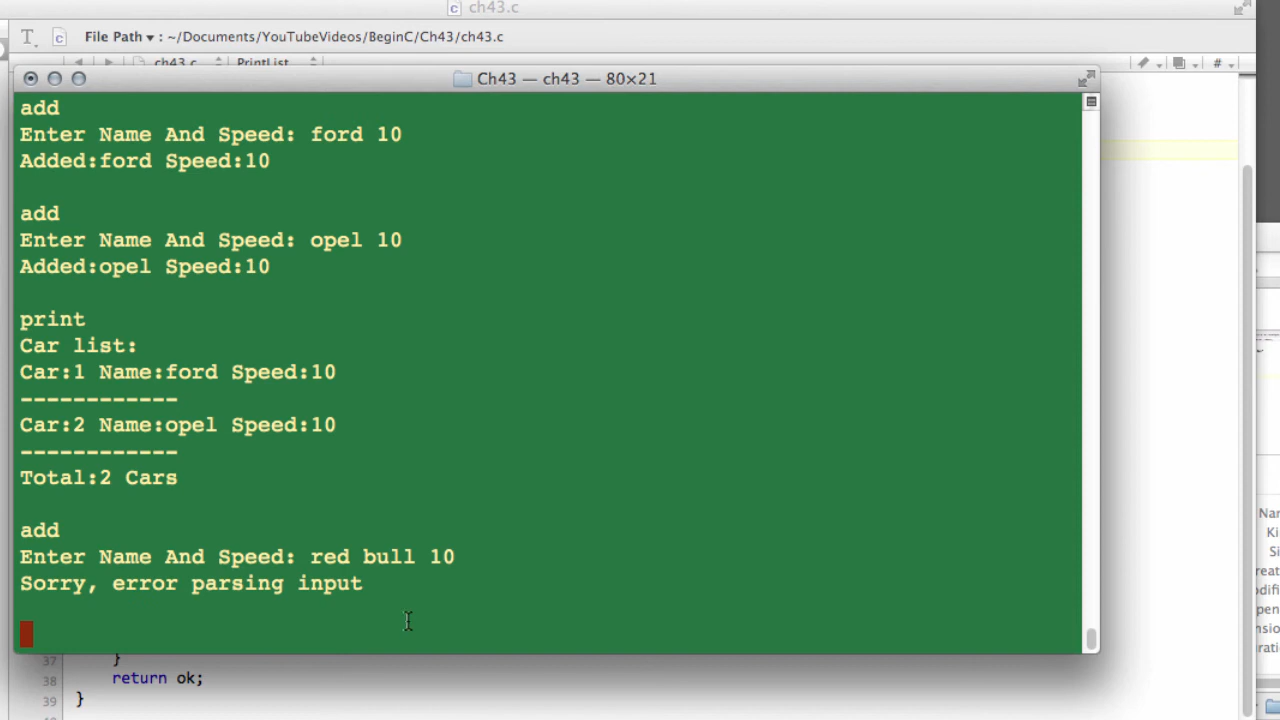 ch43.c
File Path ▾ : ~/Documents/YouTubeVideos/BeginC/Ch43/ch43.c
ch43.c PrintList #
Ch43 — ch43 — 80×21
add
Enter Name And Speed: ford 10
Added:ford Speed:10
add
Enter Name And Speed: opel 10
Added:opel Speed:10
print
Car list:
Car:1 Name:ford Speed:10
------------
Car:2 Name:opel Speed:10
------------
Total:2 Cars
add
Enter Name And Speed: red bull 10
Sorry, error parsing input
37 }
38 return ok;
39 }